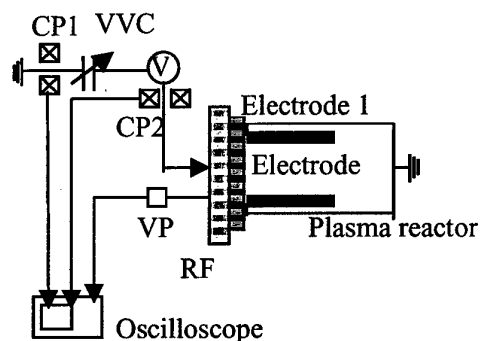 CP1
VVC
V
CP2
Electrode 1
Electrode
VP
Plasma reactor
RF
Oscilloscope